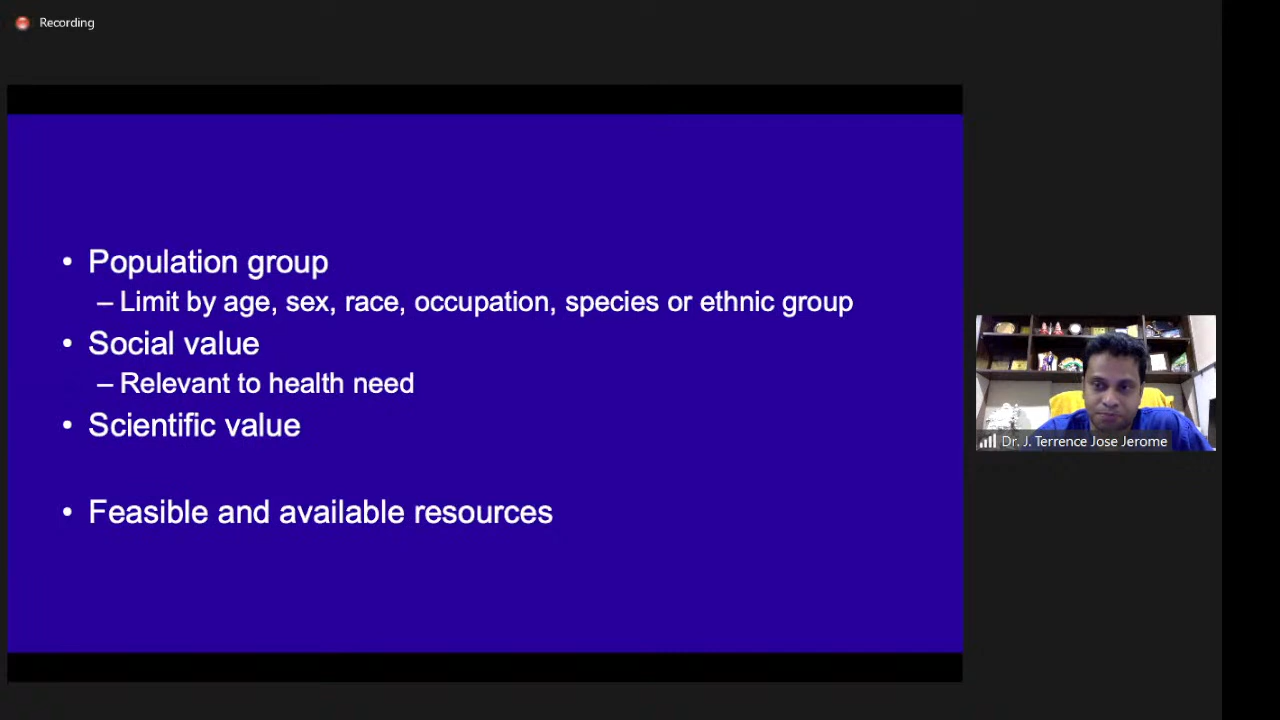 Recording
• Population group
– Limit by age, sex, race, occupation, species or ethnic group
• Social value
– Relevant to health need
• Scientific value
• Feasible and available resources
Dr. J. Terrence Jose Jerome